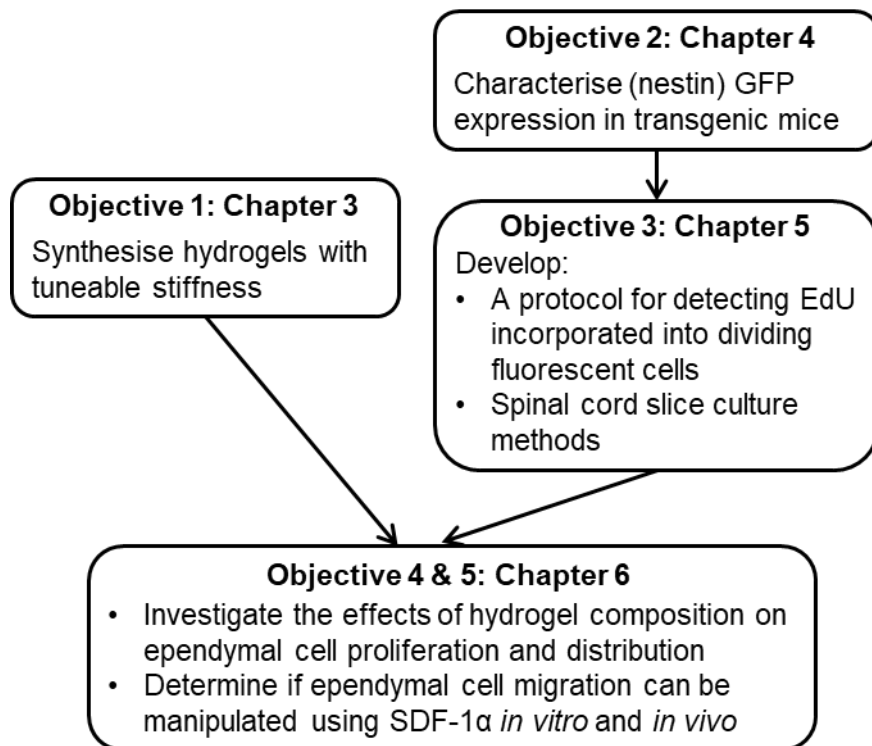 Objective 2: Chapter 4
Characterise (nestin) GFP
expression in transgenic mice
Objective 1: Chapter 3
Synthesise hydrogels with
tuneable stiffness
Objective 3: Chapter 5
Develop:
• A protocol for detecting EdU
incorporated into dividing
fluorescent cells
• Spinal cord slice culture
methods
Objective 4 & 5: Chapter 6
• Investigate the effects of hydrogel composition on
ependymal cell proliferation and distribution
• Determine if ependymal cell migration can be
manipulated using SDF-1α in vitro and in vivo